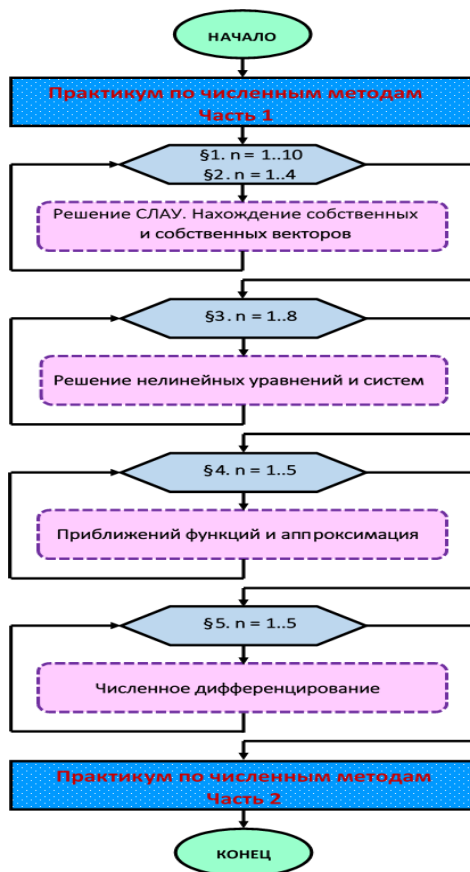 НАЧАЛО
Практикум по численным методам
Часть 1
§1. n = 1..10
§2. n = 1..4
Решение СЛАУ. Нахождение собственных
и собственных векторов
§3. n = 1..8
Решение нелинейных уравнений и систем
§4. n = 1..5
Приближений функций и аппроксимация
§5. n = 1..5
Численное дифференцирование
Практикум по численным методам
Часть 2
КОНЕЦ